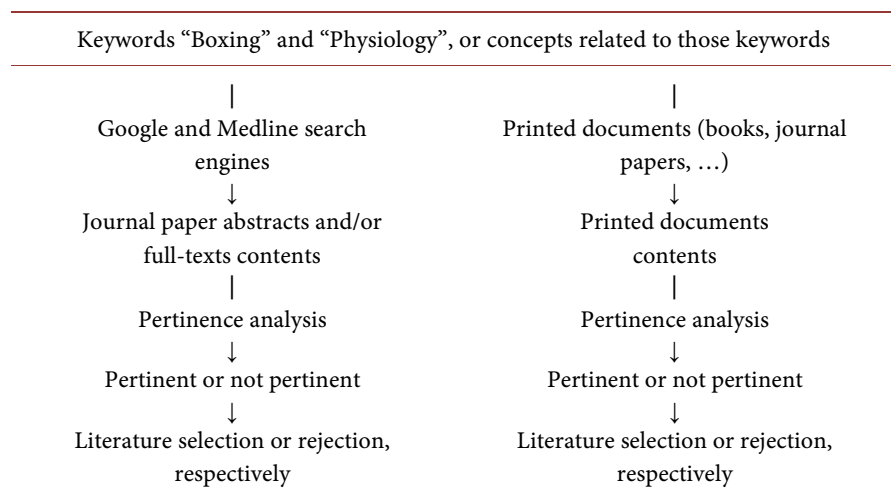 Keywords “Boxing” and “Physiology”, or concepts related to those keywords
|
Google and Medline search
engines
↓
Journal paper abstracts and/or
full-texts contents
|
Pertinence analysis
↓
Pertinent or not pertinent
↓
Literature selection or rejection,
respectively
|
Printed documents (books, journal
papers, …)
↓
Printed documents
contents
|
Pertinence analysis
↓
Pertinent or not pertinent
↓
Literature selection or rejection,
respectively